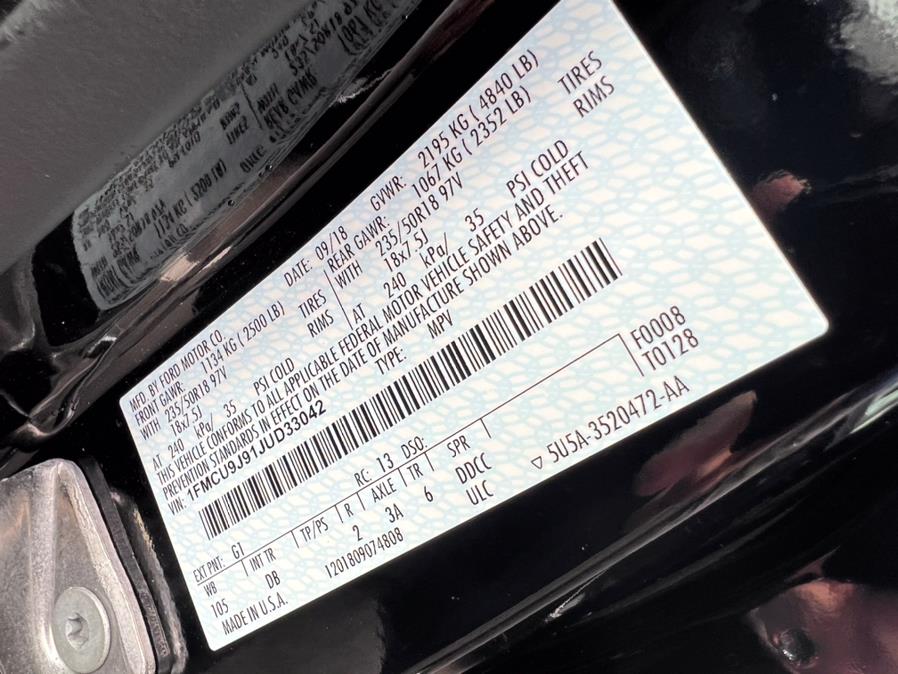 MFD. BY FORD MOTOR CO. DATE: 09/18 GVWR: 2195 KG ( 4840 LB)
FRONT GAWR: 1134 KG ( 2500 LB) REAR GAWR: 1067 KG ( 2352 LB)
WITH 235/50R18 97V TIRES WITH 235/50R18 97V TIRES
18x7.5J RIMS 18x7.5J RIMS
AT 240 kPa/ 35 PSI COLD AT 240 kPa/ 35 PSI COLD
THIS VEHICLE CONFORMS TO ALL APPLICABLE FEDERAL MOTOR VEHICLE SAFETY AND THEFT
PREVENTION STANDARDS IN EFFECT ON THE DATE OF MANUFACTURE SHOWN ABOVE.
VIN: 1FMCU9J91JUD33042 TYPE: MPV
F0008
T0128
EXT PNT: G1 RC: 13 DSO:
WB INT TR TP/PS R AXLE TR SPR
105 DB 2 3A 6 DDCC
ULC
MADE IN U.S.A. 1201809074808
▽ 5U5A-3520472-AA